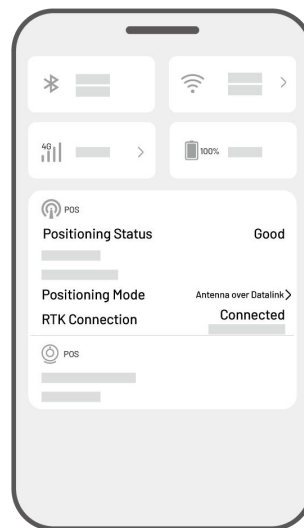 4G
100%
POS
Positioning Status Good
Positioning Mode Antenna over Datalink
RTK Connection Connected
POS